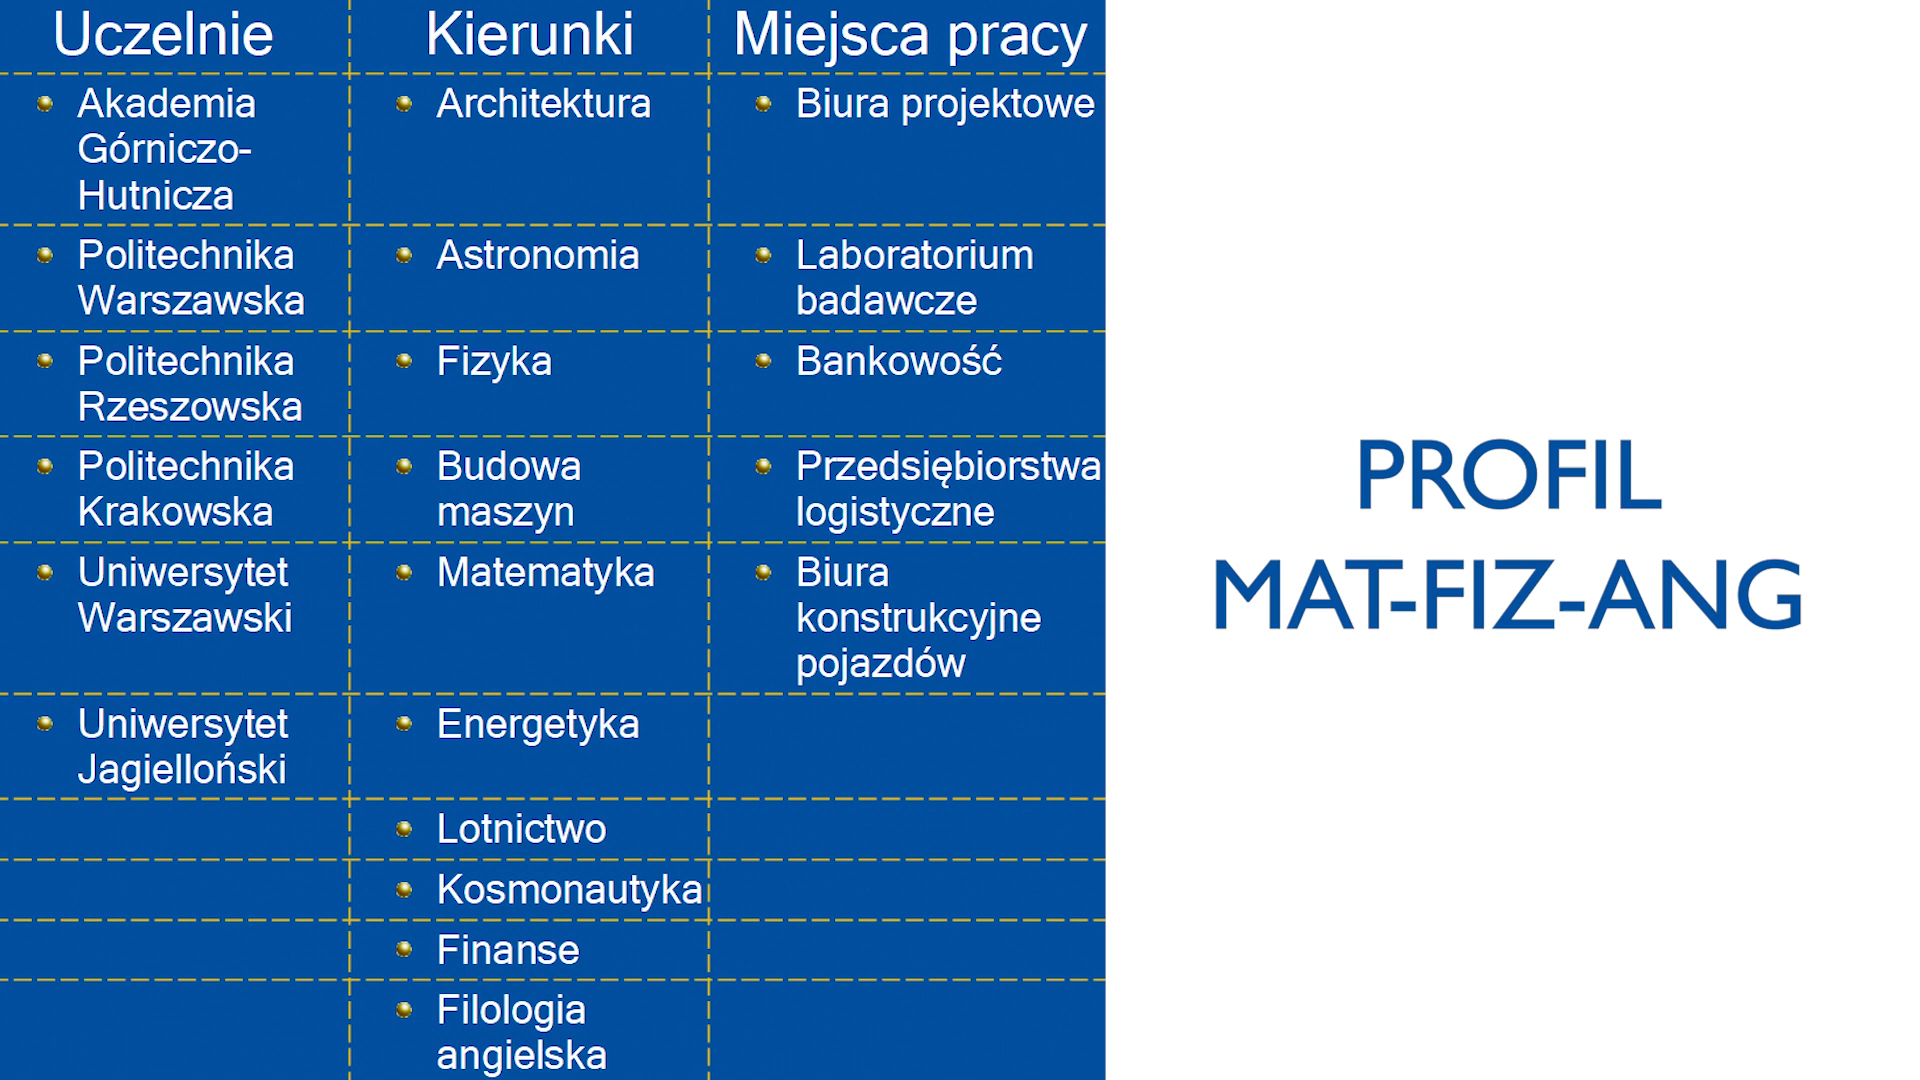 Uczelnie Kierunki Miejsca pracy
Akademia Architektura Biura projektowe
Górniczo-
Hutnicza
Politechnika Astronomia Laboratorium
Warszawska badawcze
Politechnika Fizyka Bankowość
Rzeszowska
Politechnika Budowa Przedsiębiorstwa
Krakowska maszyn logistyczne
Uniwersytet Matematyka Biura
Warszawski konstrukcyjne
pojazdów
Uniwersytet Energetyka
Jagielloński
Lotnictwo
Kosmonautyka
Finanse
Filologia
angielska
PROFIL
MAT-FIZ-ANG